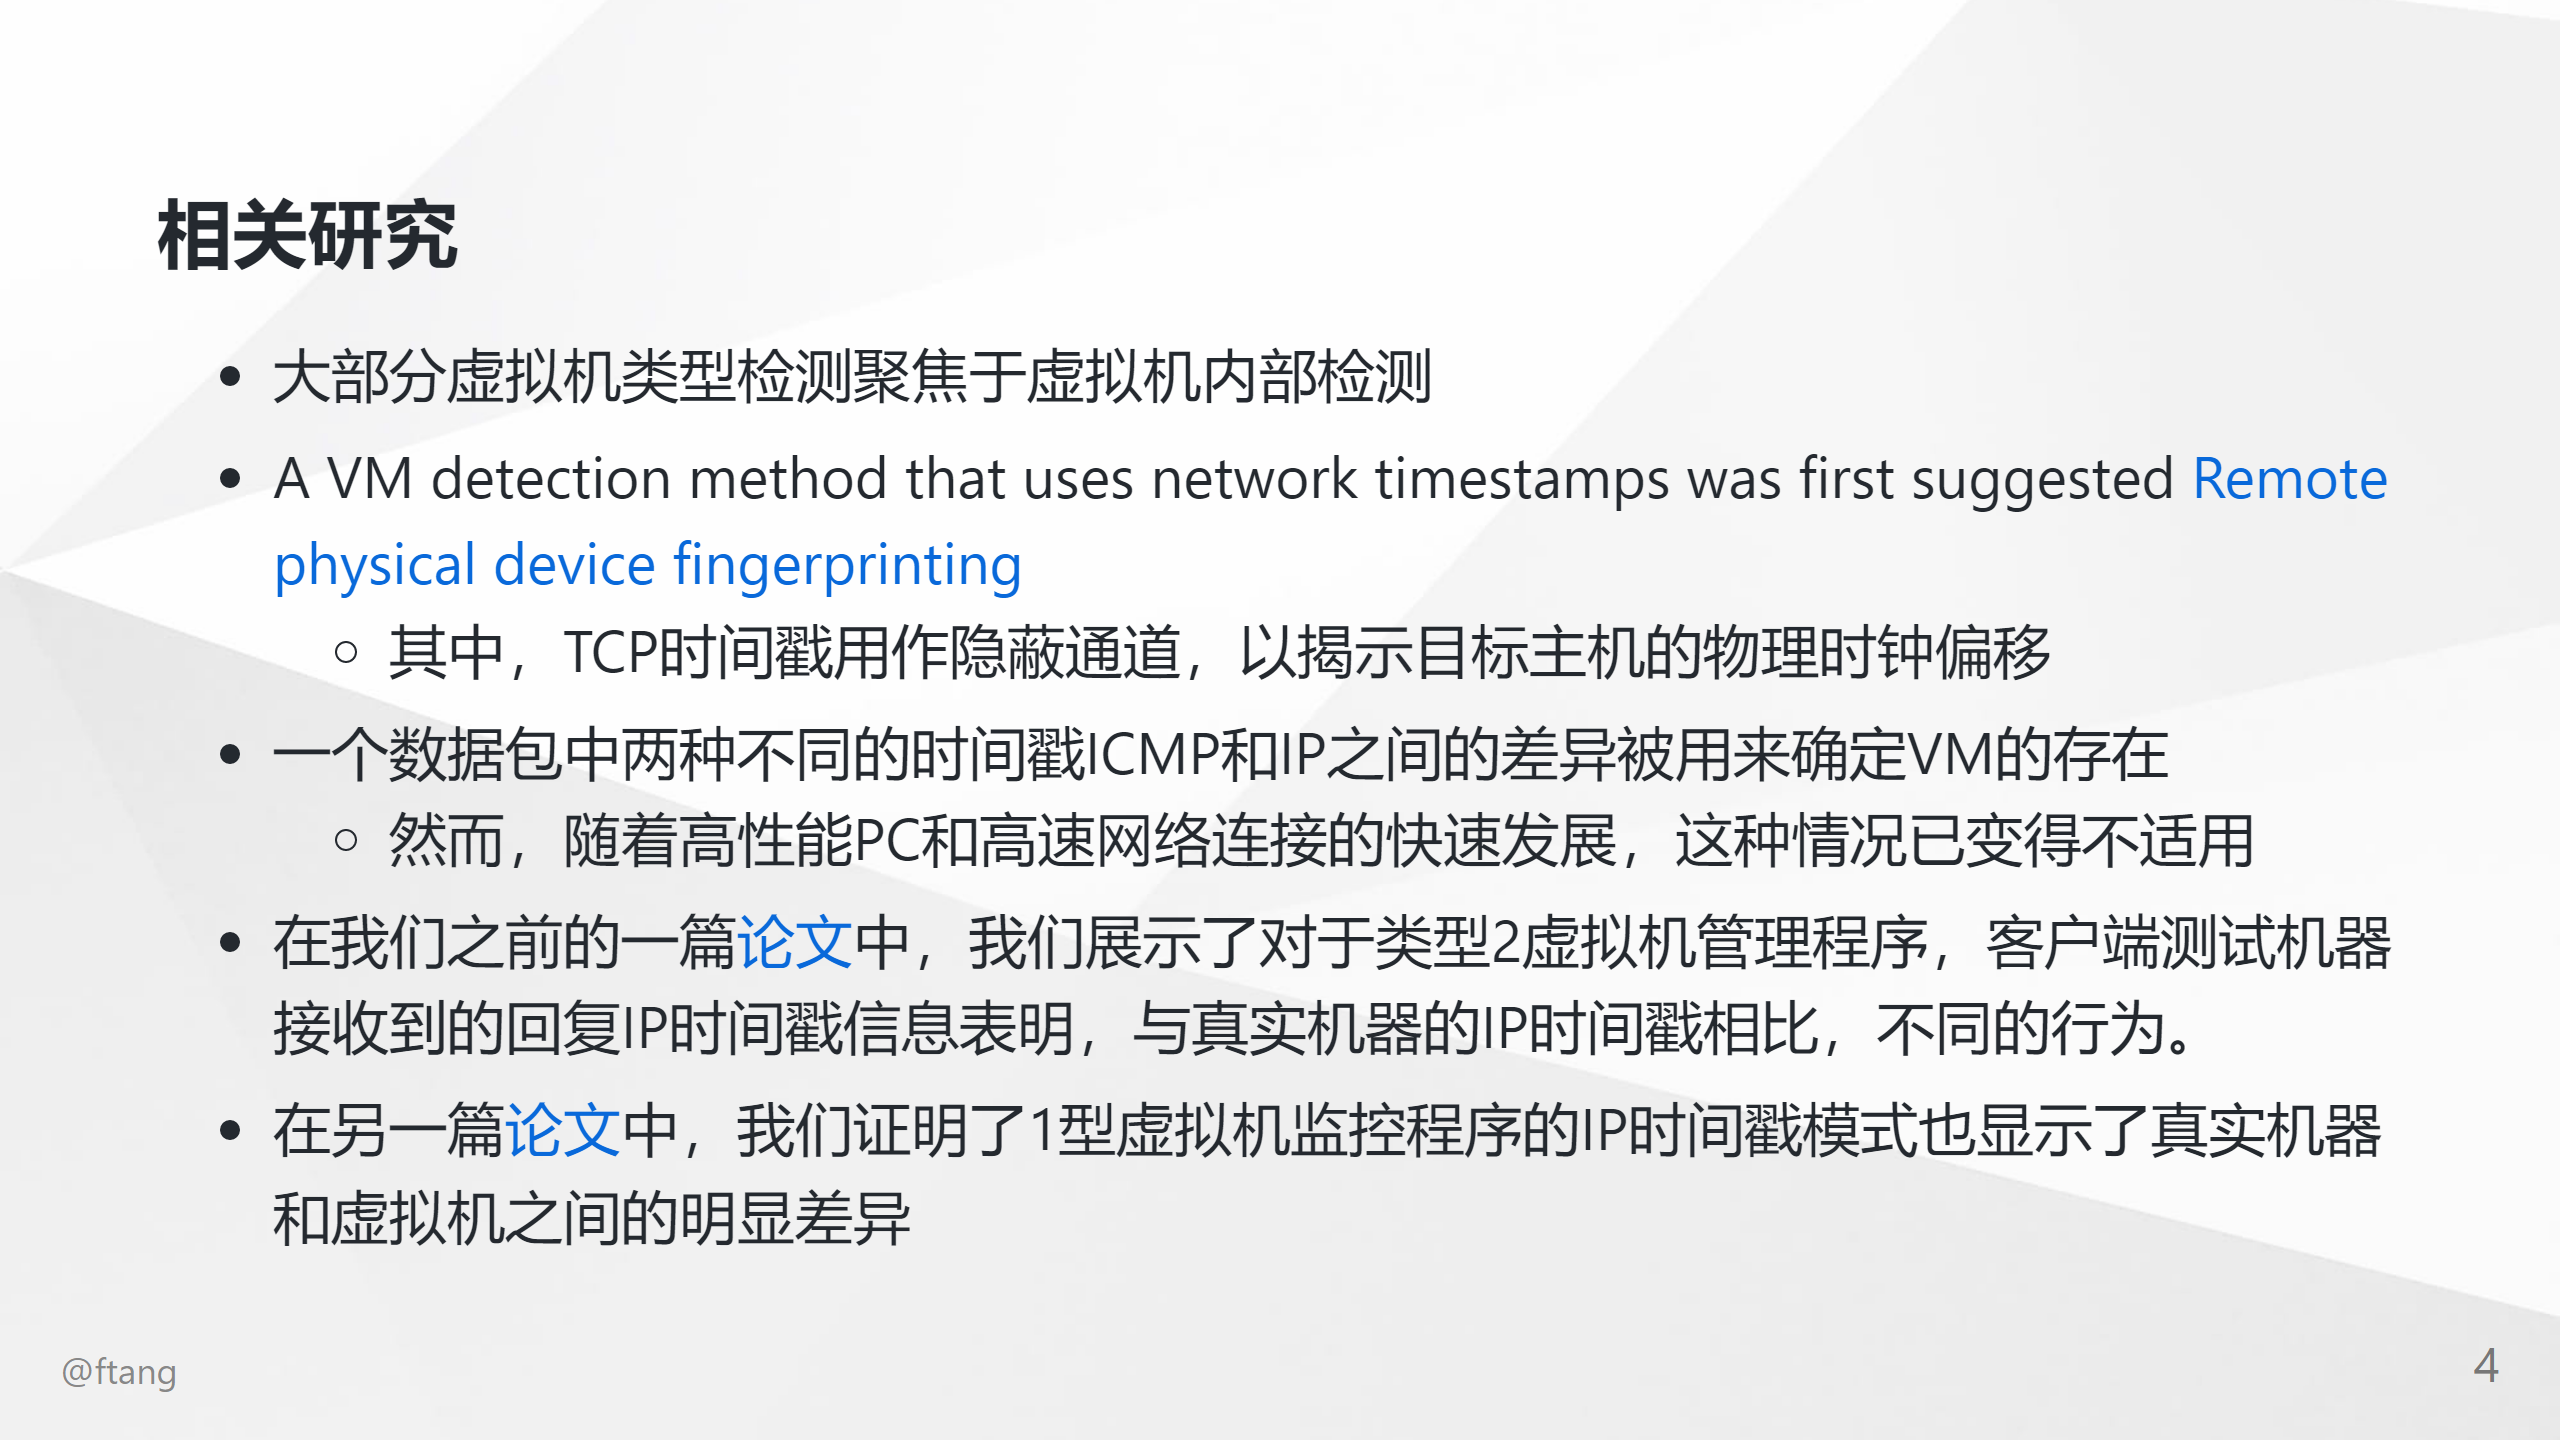 相关研究
• 大部分虚拟机类型检测聚焦于虚拟机内部检测
• A VM detection method that uses network timestamps was first suggested Remote
physical device fingerprinting
○ 其中，TCP时间戳用作隐蔽通道，以揭示目标主机的物理时钟偏移
• 一个数据包中两种不同的时间戳ICMP和IP之间的差异被用来确定VM的存在
○ 然而，随着高性能PC和高速网络连接的快速发展，这种情况已变得不适用
• 在我们之前的一篇论文中，我们展示了对于类型2虚拟机管理程序，客户端测试机器
接收到的回复IP时间戳信息表明，与真实机器的IP时间戳相比，不同的行为。
• 在另一篇论文中，我们证明了1型虚拟机监控程序的IP时间戳模式也显示了真实机器
和虚拟机之间的明显差异
@ftang
4